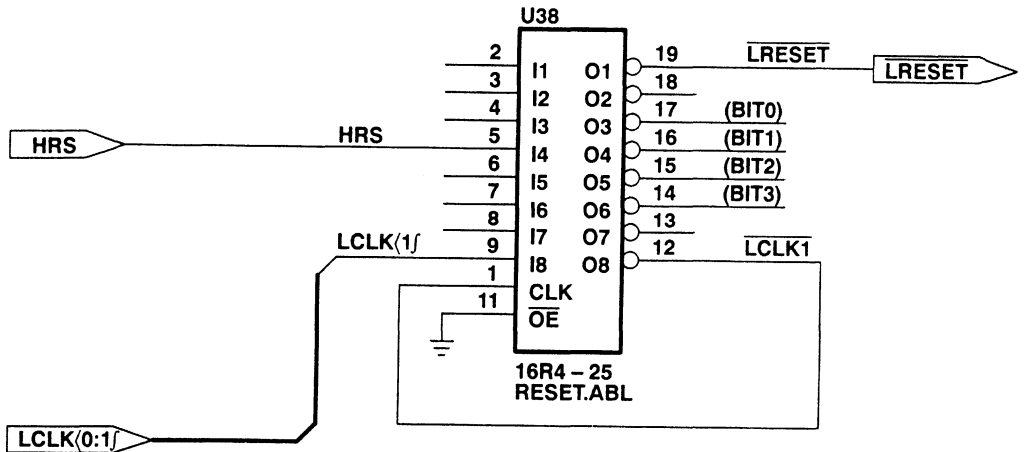 U38
2 I1 O1 19 LRESET LRESET
3 I2 O2 18
4 I3 O3 17 (BIT0)
HRS HRS 5 I4 O4 16 (BIT1)
6 I5 O5 15 (BIT2)
7 I6 O6 14 (BIT3)
8 I7 O7 13
LCLK⟨1∫ 9 I8 O8 12 LCLK1
1 CLK
11 OE
16R4 – 25
RESET.ABL
LCLK⟨0:1∫